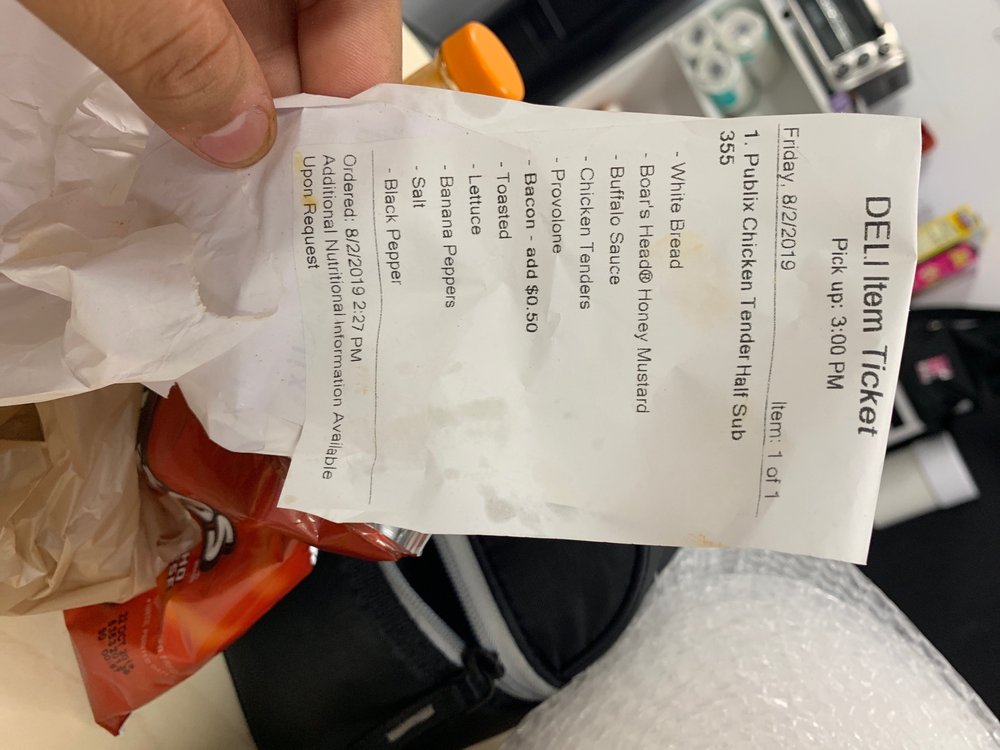 DELI Item Ticket
Pick up: 3:00 PM
Friday, 8/2/2019 Item: 1 of 1
1. Publix Chicken Tender Half Sub
355
- White Bread
- Boar's Head® Honey Mustard
- Buffalo Sauce
- Chicken Tenders
- Provolone
- Bacon - add $0.50
- Toasted
- Lettuce
- Banana Peppers
- Salt
- Black Pepper
Ordered: 8/2/2019 2:27 PM
Additional Nutritional Information Available
Upon Request